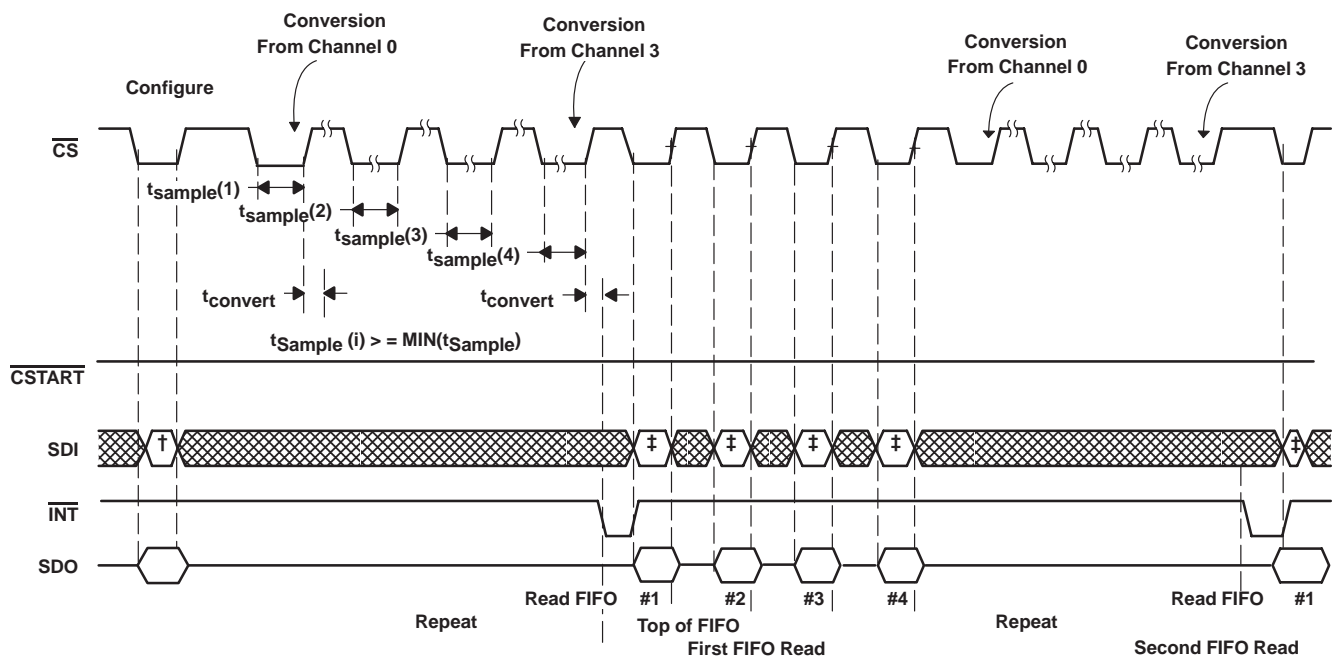 Conversion
From Channel 0
Conversion
From Channel 3
Conversion
From Channel 0
Conversion
From Channel 3
Configure
CS
tsample(1)
tsample(2)
tsample(3)
tsample(4)
tconvert
tconvert
tSample (i) > = MIN(tSample)
CSTART
SDI
†
‡
‡
‡
‡
‡
INT
SDO
Read FIFO
#1
#2
#3
#4
Read FIFO
#1
Repeat
Top of FIFO
Repeat
First FIFO Read
Second FIFO Read